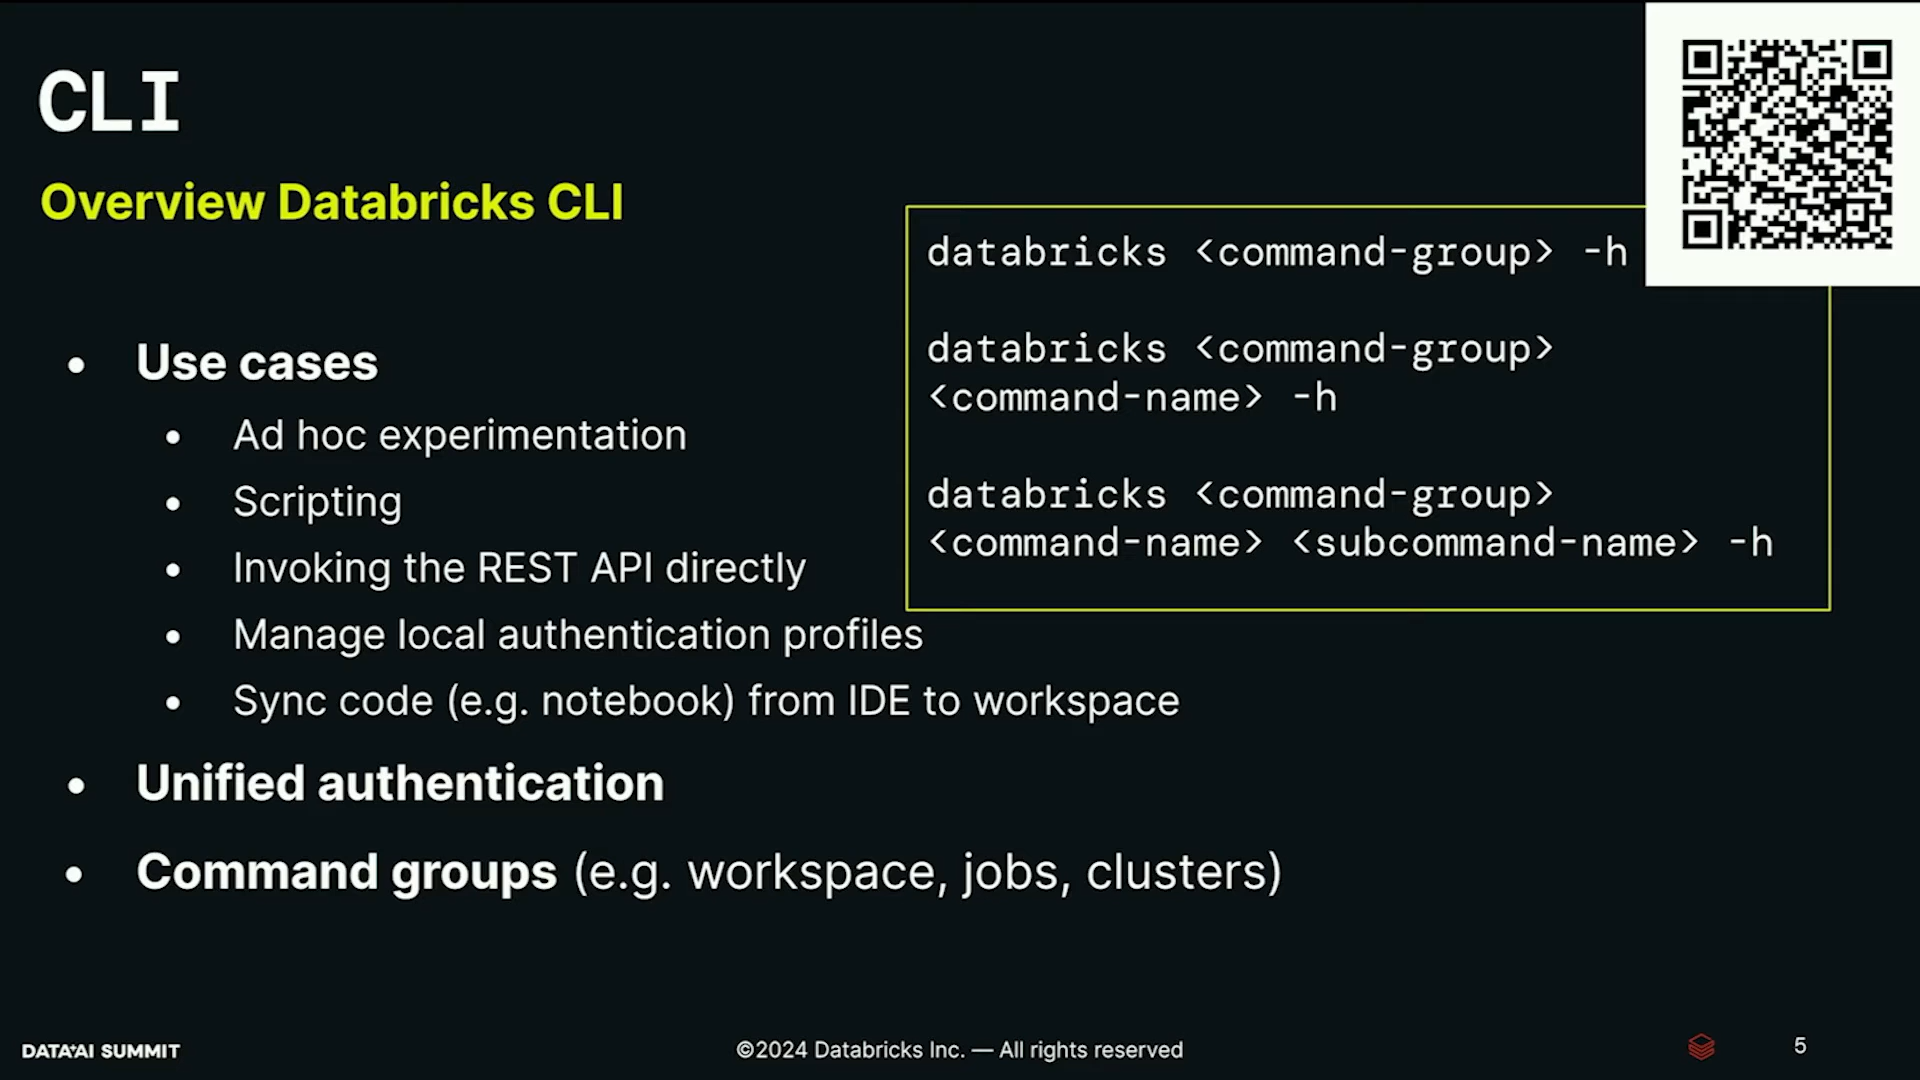 CLI
Overview Databricks CLI
• Use cases
• Ad hoc experimentation
• Scripting
• Invoking the REST API directly
• Manage local authentication profiles
• Sync code (e.g. notebook) from IDE to workspace
• Unified authentication
• Command groups (e.g. workspace, jobs, clusters)
databricks <command-group> -h
databricks <command-group>
<command-name> -h
databricks <command-group>
<command-name> <subcommand-name> -h
DATA+AI SUMMIT
©2024 Databricks Inc. — All rights reserved
5